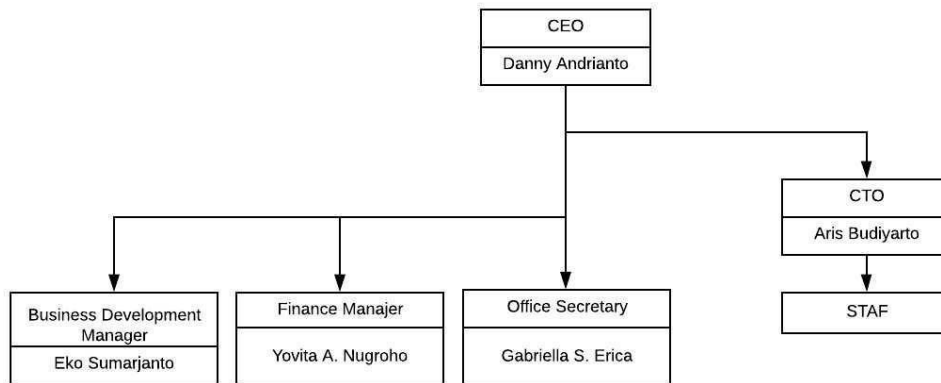 CEO
Danny Andrianto
CTO
Aris Budiyarto
Business Development
Manager
Eko Sumarjanto
Finance Manajer
Yovita A. Nugroho
Office Secretary
Gabriella S. Erica
STAF